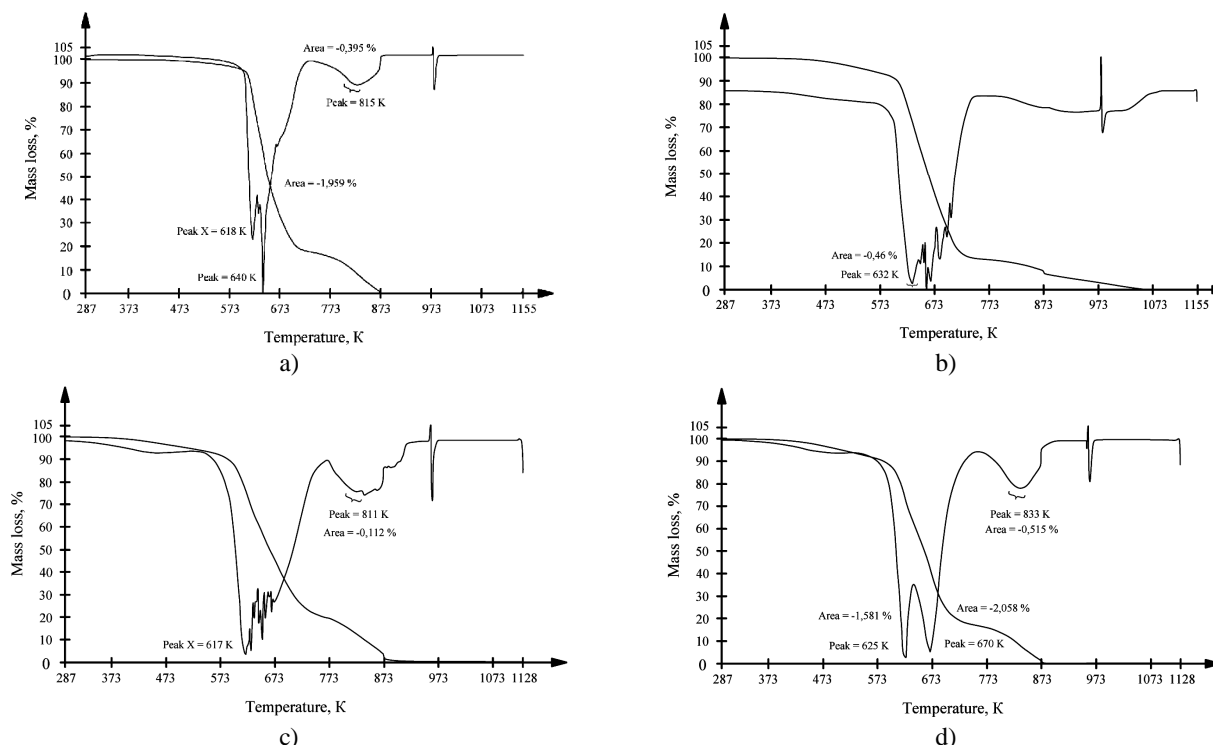 105
100
90
80
70
60
50
40
30
20
10
0
Mass loss, %
Area = -0,395 %
Peak = 815 K
Area = -1,959 %
Peak X = 618 K
Peak = 640 K
287 373 473 573 673 773 873 973 1073 1155
Temperature, K
a)
105
100
90
80
70
60
50
40
30
20
10
0
Mass loss, %
Area = -0,46 %
Peak = 632 K
287 373 473 573 673 773 873 973 1073 1155
Temperature, K
b)
105
100
90
80
70
60
50
40
30
20
10
0
Mass loss, %
Peak = 811 K
Area = -0,112 %
Peak X = 617 K
287 373 473 573 673 773 873 973 1073 1128
Temperature, K
c)
105
100
90
80
70
60
50
40
30
20
10
0
Mass loss, %
Peak = 833 K
Area = -0,515 %
Area = -1,581 %
Area = -2,058 %
Peak = 625 K
Peak = 670 K
287 373 473 573 673 773 873 973 1073 1128
Temperature, K
d)